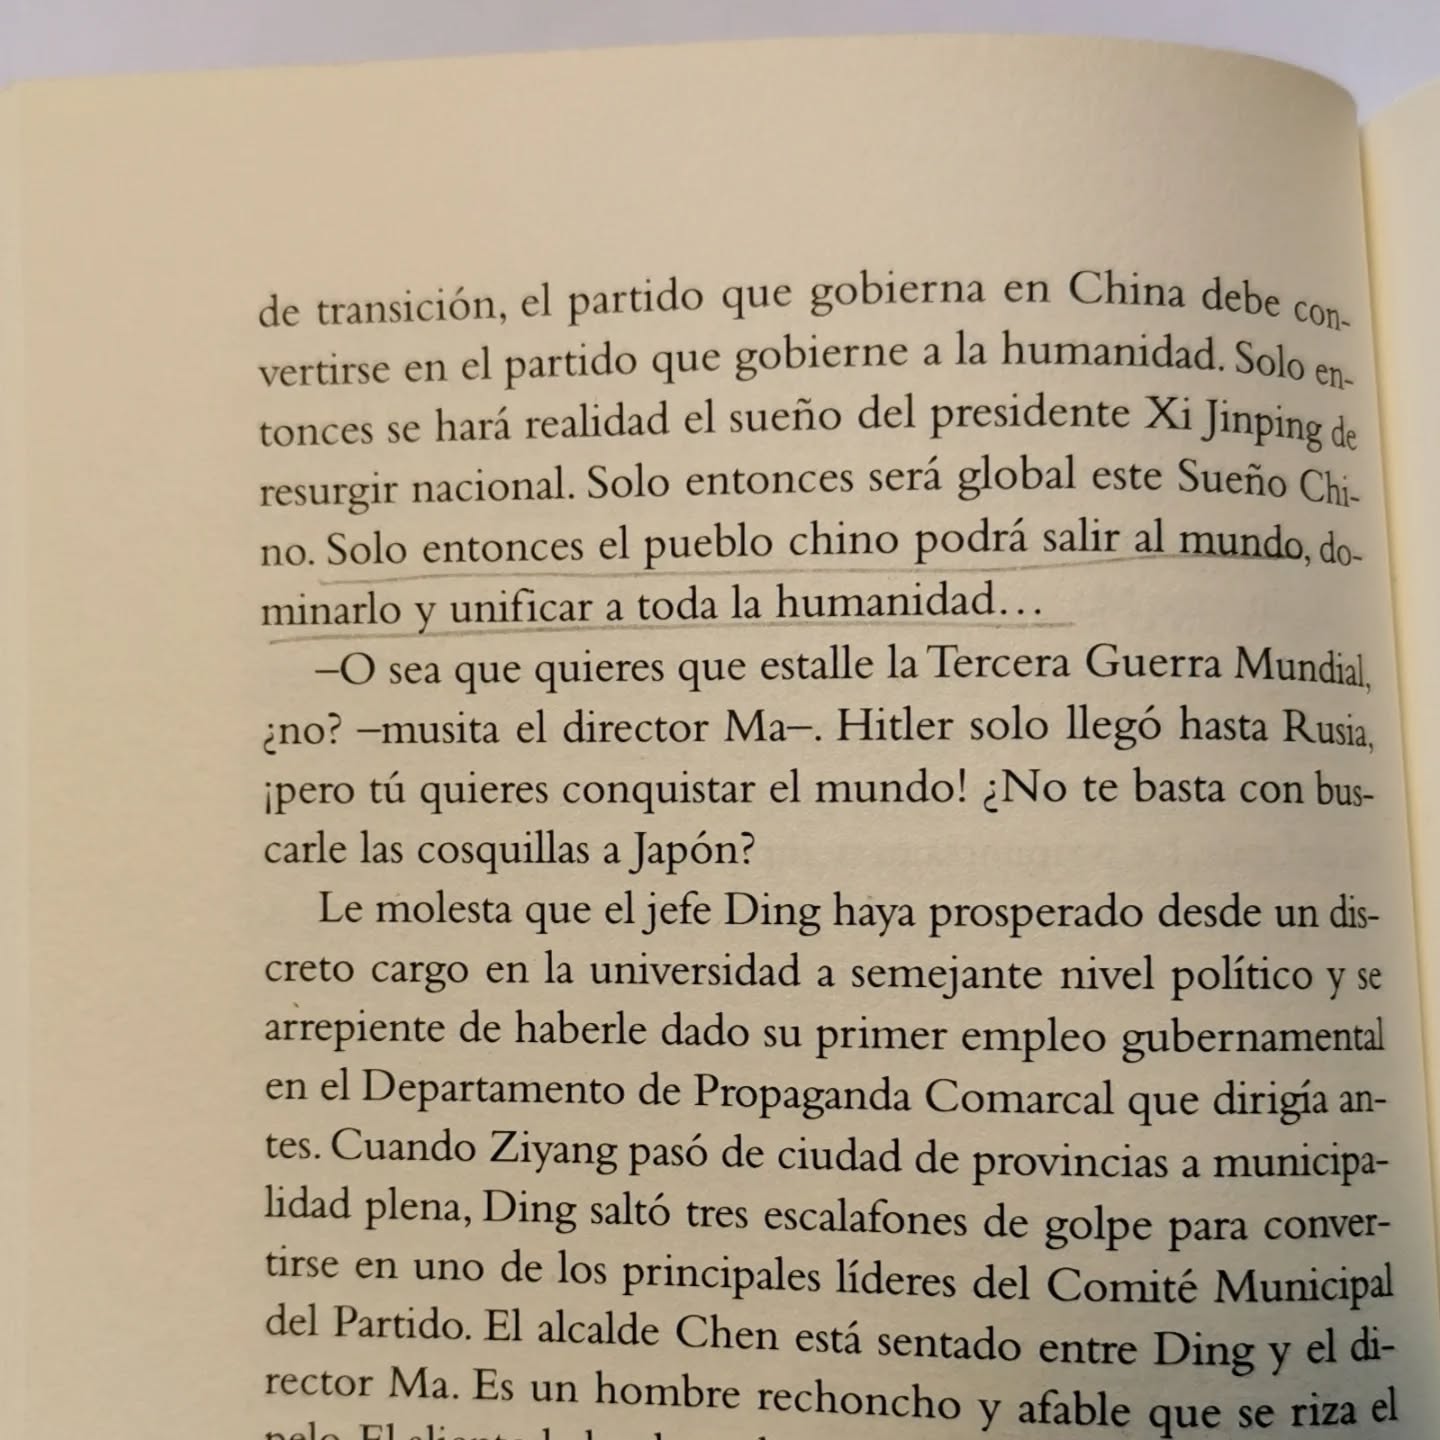 de transición, el partido que gobierna en China debe con-
vertirse en el partido que gobierne a la humanidad. Solo en-
tonces se hará realidad el sueño del presidente Xi Jinping de
resurgir nacional. Solo entonces será global este Sueño Chi-
no. Solo entonces el pueblo chino podrá salir al mundo, do-
minarlo y unificar a toda la humanidad...
–O sea que quieres que estalle la Tercera Guerra Mundial,
¿no? –musita el director Ma–. Hitler solo llegó hasta Rusia,
¡pero tú quieres conquistar el mundo! ¿No te basta con bus-
carle las cosquillas a Japón?
Le molesta que el jefe Ding haya prosperado desde un dis-
creto cargo en la universidad a semejante nivel político y se
arrepiente de haberle dado su primer empleo gubernamental
en el Departamento de Propaganda Comarcal que dirigía an-
tes. Cuando Ziyang pasó de ciudad de provincias a municipa-
lidad plena, Ding saltó tres escalafones de golpe para conver-
tirse en uno de los principales líderes del Comité Municipal
del Partido. El alcalde Chen está sentado entre Ding y el di-
rector Ma. Es un hombre rechoncho y afable que se riza el
pelo. El